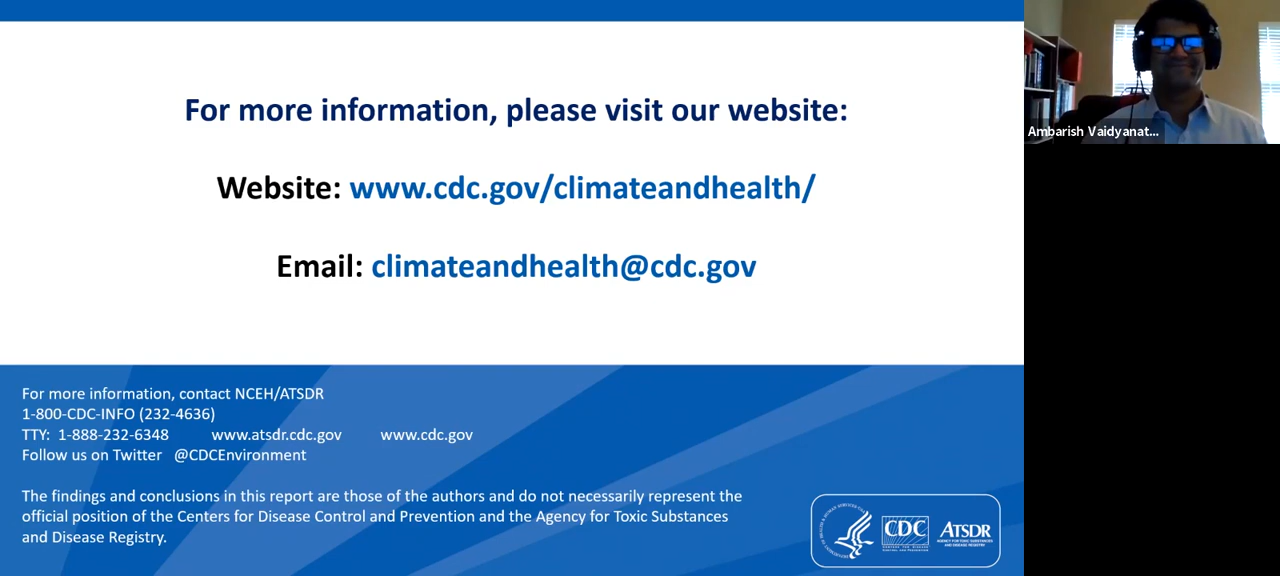 For more information, please visit our website:
Website: www.cdc.gov/climateandhealth/
Email: climateandhealth@cdc.gov
Ambarish Vaidyanat...
For more information, contact NCEH/ATSDR
1-800-CDC-INFO (232-4636)
TTY: 1-888-232-6348 www.atsdr.cdc.gov www.cdc.gov
Follow us on Twitter @CDCEnvironment
The findings and conclusions in this report are those of the authors and do not necessarily represent the
official position of the Centers for Disease Control and Prevention and the Agency for Toxic Substances
and Disease Registry.
CDC
ATSDR